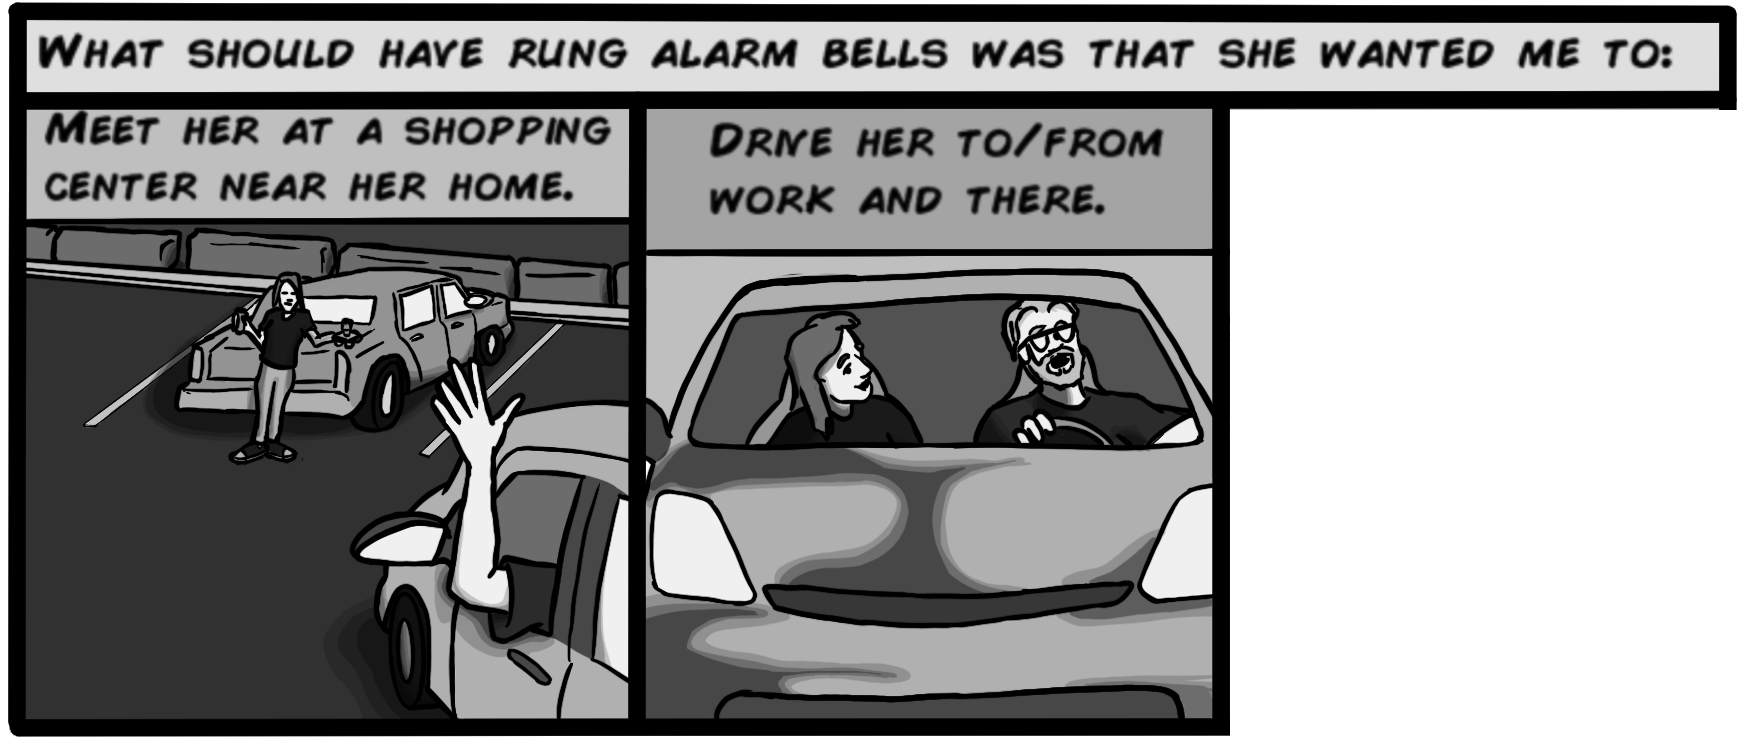 WHAT SHOULD HAVE RUNG ALARM BELLS WAS THAT SHE WANTED ME TO:
MEET HER AT A SHOPPING
CENTER NEAR HER HOME.
DRIVE HER TO/FROM
WORK AND THERE.